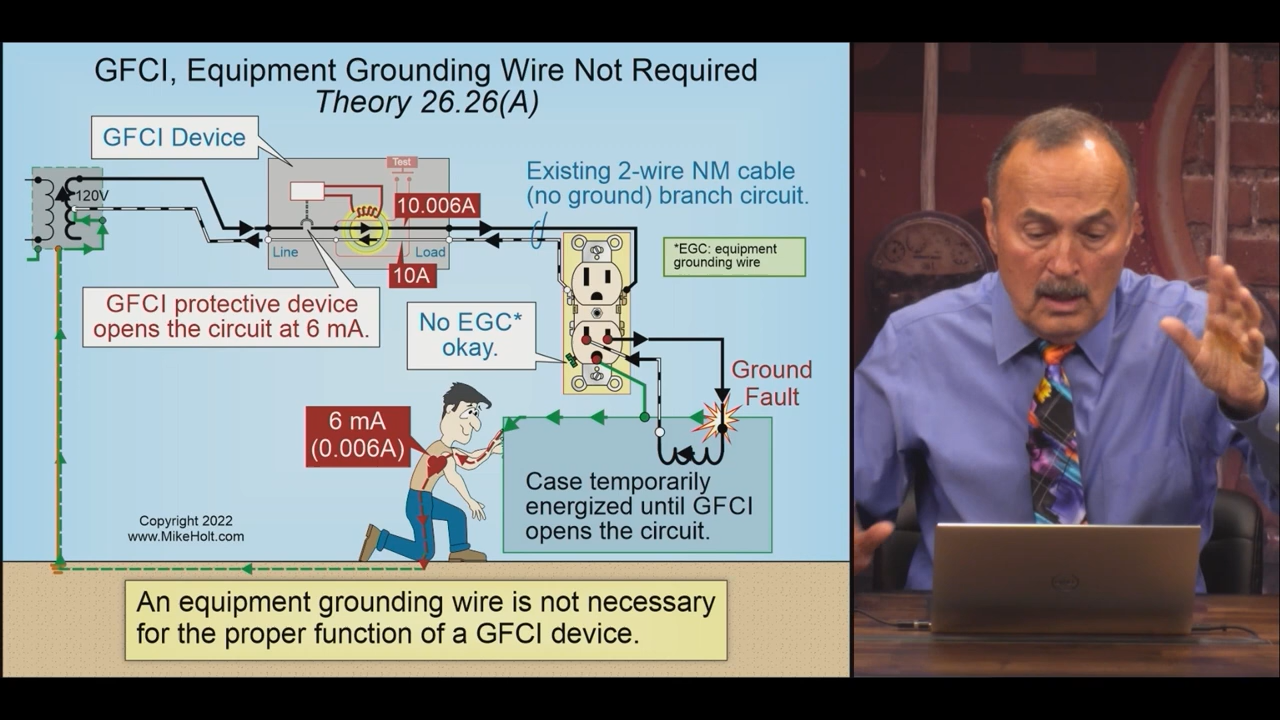 GFCI, Equipment Grounding Wire Not Required
Theory 26.26(A)
GFCI Device
Test
120V
10.006A
Existing 2-wire NM cable
(no ground) branch circuit.
Line
Load
10A
*EGC: equipment
grounding wire
GFCI protective device
opens the circuit at 6 mA.
No EGC*
okay.
Ground
Fault
6 mA
(0.006A)
Case temporarily
energized until GFCI
opens the circuit.
Copyright 2022
www.MikeHolt.com
An equipment grounding wire is not necessary
for the proper function of a GFCI device.